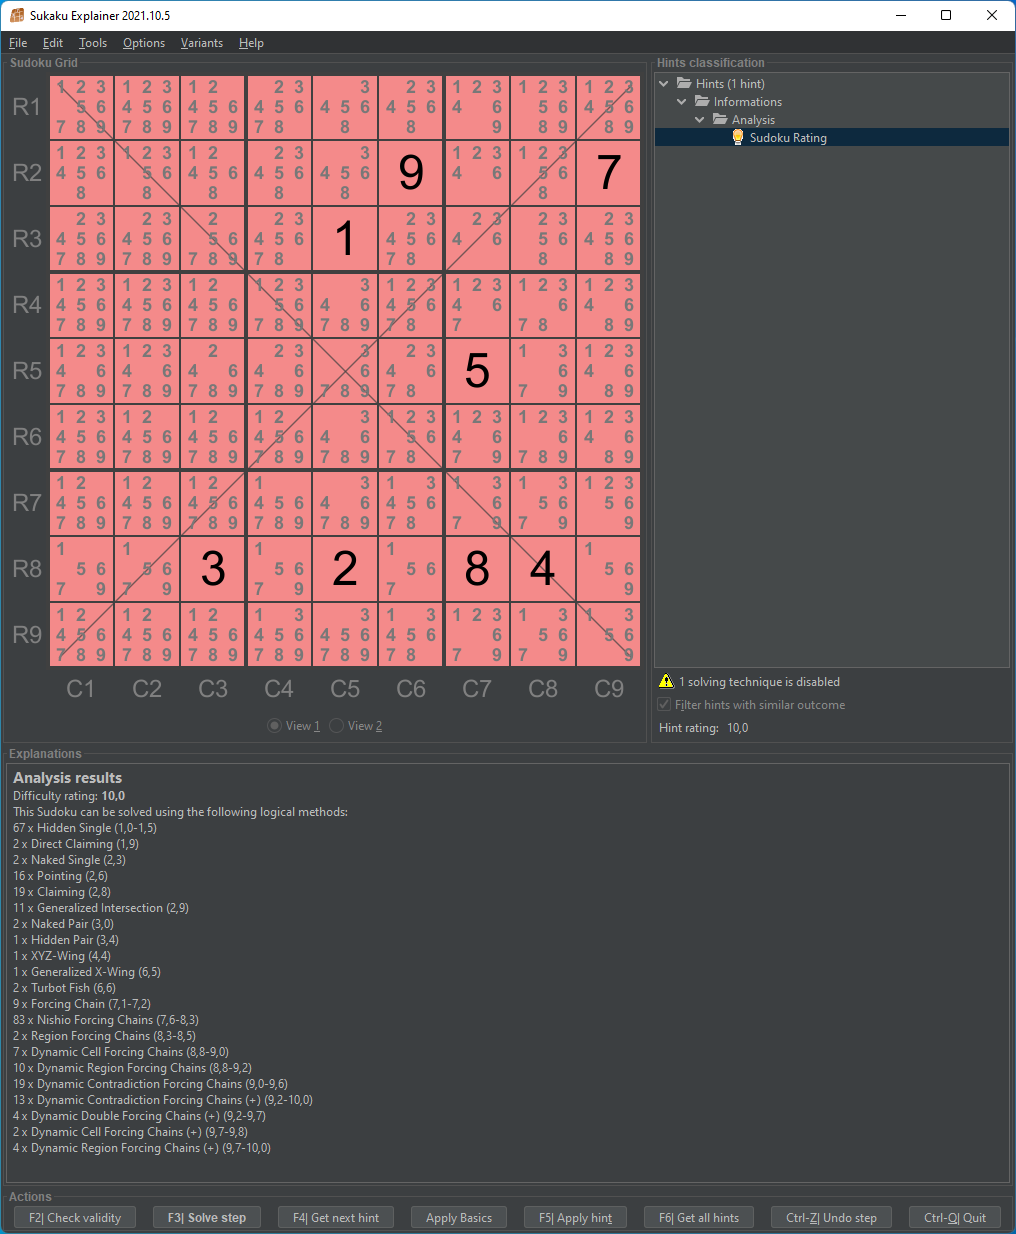 Sukaku Explainer 2021.10.5
File Edit Tools Options Variants Help
Sudoku Grid
1 2 3 1 2 3 1 2 2 3 3 2 3 1 2 3 1 2 3 1 2 3
R1 5 6 4 5 6 4 5 6 4 5 6 4 5 6 4 5 6 4 6 5 6 4 5 6
7 8 9 7 8 9 7 8 9 7 8 8 8 9 8 9 8 9
1 2 3 1 2 3 1 2 2 3 3 1 2 3 1 2 3
R2 4 5 6 5 6 4 5 6 4 5 6 4 5 6 9 4 6 5 6 7
8 8 8 8 8 8
2 3 2 3 2 2 3 2 3 2 3 2 3 2 3
R3 4 5 6 4 5 6 5 6 4 5 6 1 4 5 6 4 6 5 6 4 5 6
7 8 9 7 8 9 7 8 9 7 8 7 8 8 8 9
1 2 3 1 2 3 1 2 1 2 3 3 1 2 3 1 2 3 1 2 3 1 2 3
R4 4 5 6 4 5 6 4 5 6 5 6 4 6 4 5 6 4 6 6 4 6
7 8 9 7 8 9 7 8 9 7 8 9 7 8 9 7 8 7 7 8 8 9
1 2 3 1 2 3 2 2 3 3 2 3 1 3 1 2 3
R5 4 6 4 6 4 6 4 6 6 4 6 5 6 4 6
7 8 9 7 8 9 7 8 9 7 8 9 7 8 9 7 8 7 9 8 9
1 2 3 1 2 1 2 1 2 3 1 2 3 1 2 3 1 2 3 1 2 3
R6 4 5 6 4 5 6 4 5 6 4 5 6 4 6 5 6 4 6 6 4 6
7 8 9 7 8 9 7 8 9 7 8 9 7 8 9 7 8 7 9 7 8 9 8 9
1 2 1 2 1 2 1 3 1 3 1 3 1 3 1 2 3
R7 4 5 6 4 5 6 4 5 6 4 5 6 4 6 4 5 6 6 5 6 5 6
7 8 9 7 8 9 7 8 9 7 8 9 7 8 9 7 8 7 9 7 9 9
1 1 1 1 1
R8 5 6 5 6 3 5 6 2 5 6 8 4 5 6
7 9 7 9 7 9 7 9
1 2 1 2 1 2 1 3 3 1 3 1 2 3 1 3 1 3
R9 4 5 6 4 5 6 4 5 6 4 5 6 4 5 6 4 5 6 6 5 6 5 6
7 8 9 7 8 9 7 8 9 7 8 9 8 9 7 8 7 9 7 9 9
C1 C2 C3 C4 C5 C6 C7 C8 C9
View 1 View 2
Hints classification
Hints (1 hint)
Informations
Analysis
Sudoku Rating
1 solving technique is disabled
Filter hints with similar outcome
Hint rating: 10,0
Explanations
Analysis results
Difficulty rating: 10,0
This Sudoku can be solved using the following logical methods:
67 x Hidden Single (1,0-1,5)
2 x Direct Claiming (1,9)
2 x Naked Single (2,3)
16 x Pointing (2,6)
19 x Claiming (2,8)
11 x Generalized Intersection (2,9)
2 x Naked Pair (3,0)
1 x Hidden Pair (3,4)
1 x XYZ-Wing (4,4)
1 x Generalized X-Wing (6,5)
2 x Turbot Fish (6,6)
9 x Forcing Chain (7,1-7,2)
83 x Nishio Forcing Chains (7,6-8,3)
2 x Region Forcing Chains (8,3-8,5)
7 x Dynamic Cell Forcing Chains (8,8-9,0)
10 x Dynamic Region Forcing Chains (8,8-9,2)
19 x Dynamic Contradiction Forcing Chains (9,0-9,6)
13 x Dynamic Contradiction Forcing Chains (+) (9,2-10,0)
4 x Dynamic Double Forcing Chains (+) (9,2-9,7)
2 x Dynamic Cell Forcing Chains (+) (9,7-9,8)
4 x Dynamic Region Forcing Chains (+) (9,7-10,0)
Actions
F2| Check validity F3| Solve step F4| Get next hint Apply Basics F5| Apply hint F6| Get all hints Ctrl-Z| Undo step Ctrl-Q| Quit